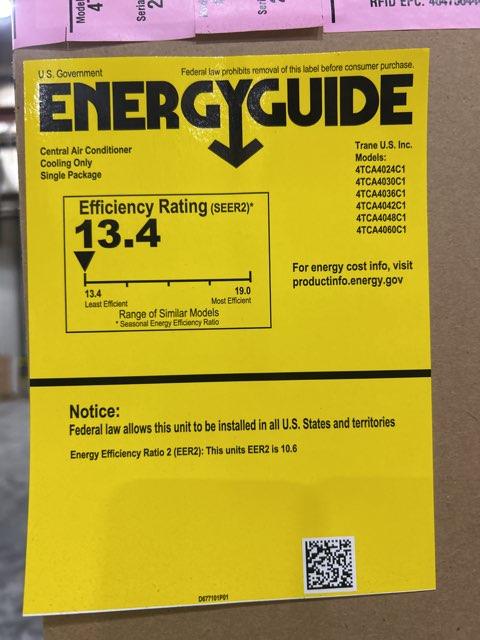 Model
Serial
RFID EPC:
U.S. Government
Federal law prohibits removal of this label before consumer purchase.
ENERGYGUIDE
Central Air Conditioner
Cooling Only
Single Package
Trane U.S. Inc.
Models:
4TCA4024C1
4TCA4030C1
4TCA4036C1
4TCA4042C1
4TCA4048C1
4TCA4060C1
Efficiency Rating (SEER2)*
13.4
13.4
19.0
Least Efficient
Most Efficient
Range of Similar Models
* Seasonal Energy Efficiency Ratio
For energy cost info, visit
productinfo.energy.gov
Notice:
Federal law allows this unit to be installed in all U.S. States and territories
Energy Efficiency Ratio 2 (EER2): This units EER2 is 10.6
D677101P01